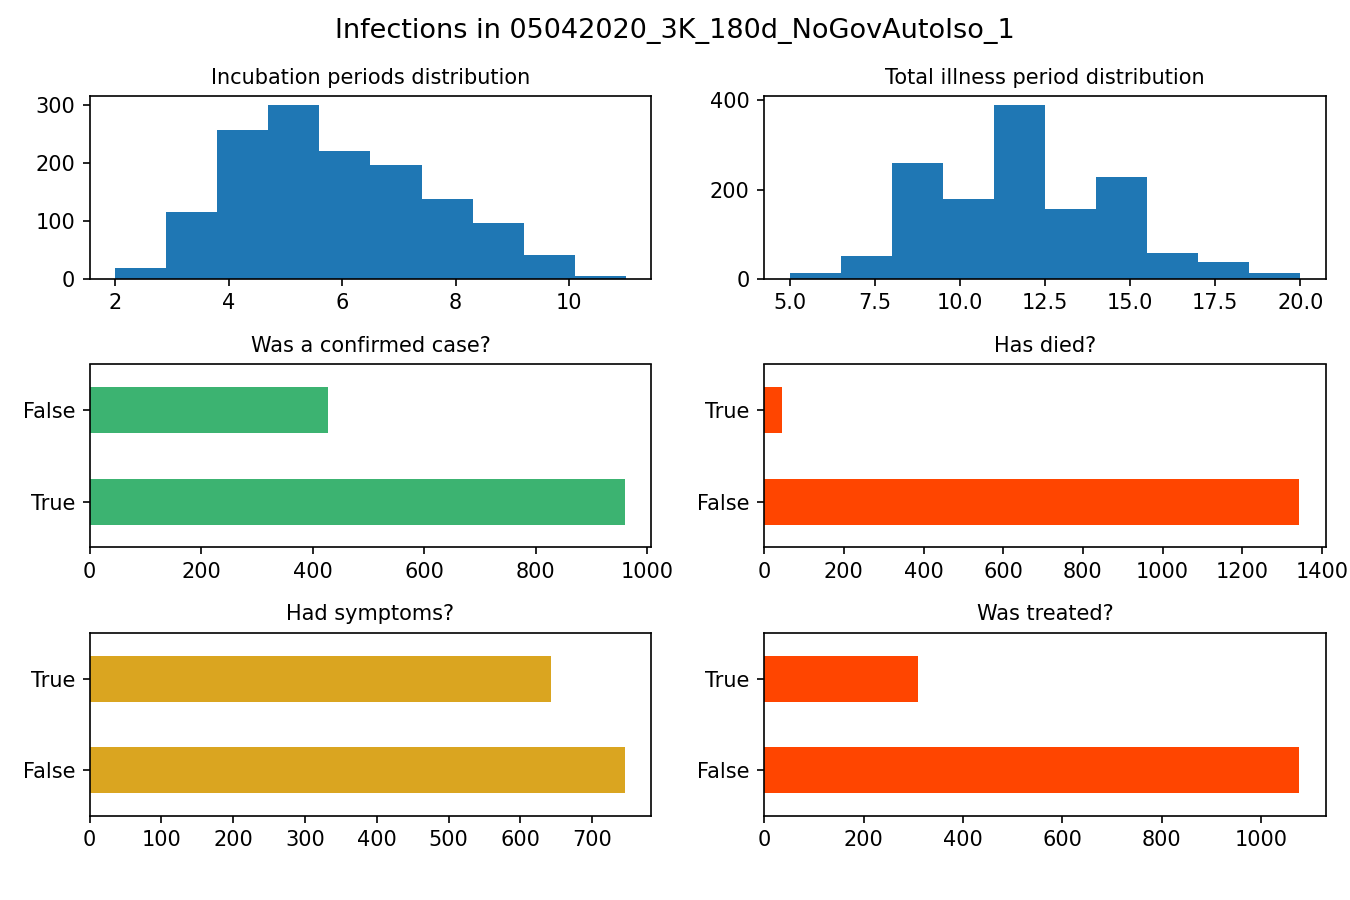 Infections in 05042020_3K_180d_NoGovAutoIso_1
Incubation periods distribution
300
200
100
0
2 4 6 8 10
Total illness period distribution
400
200
0
5.0 7.5 10.0 12.5 15.0 17.5 20.0
Was a confirmed case?
False
True
0 200 400 600 800 1000
Has died?
True
False
0 200 400 600 800 1000 1200 1400
Had symptoms?
True
False
0 100 200 300 400 500 600 700
Was treated?
True
False
0 200 400 600 800 1000